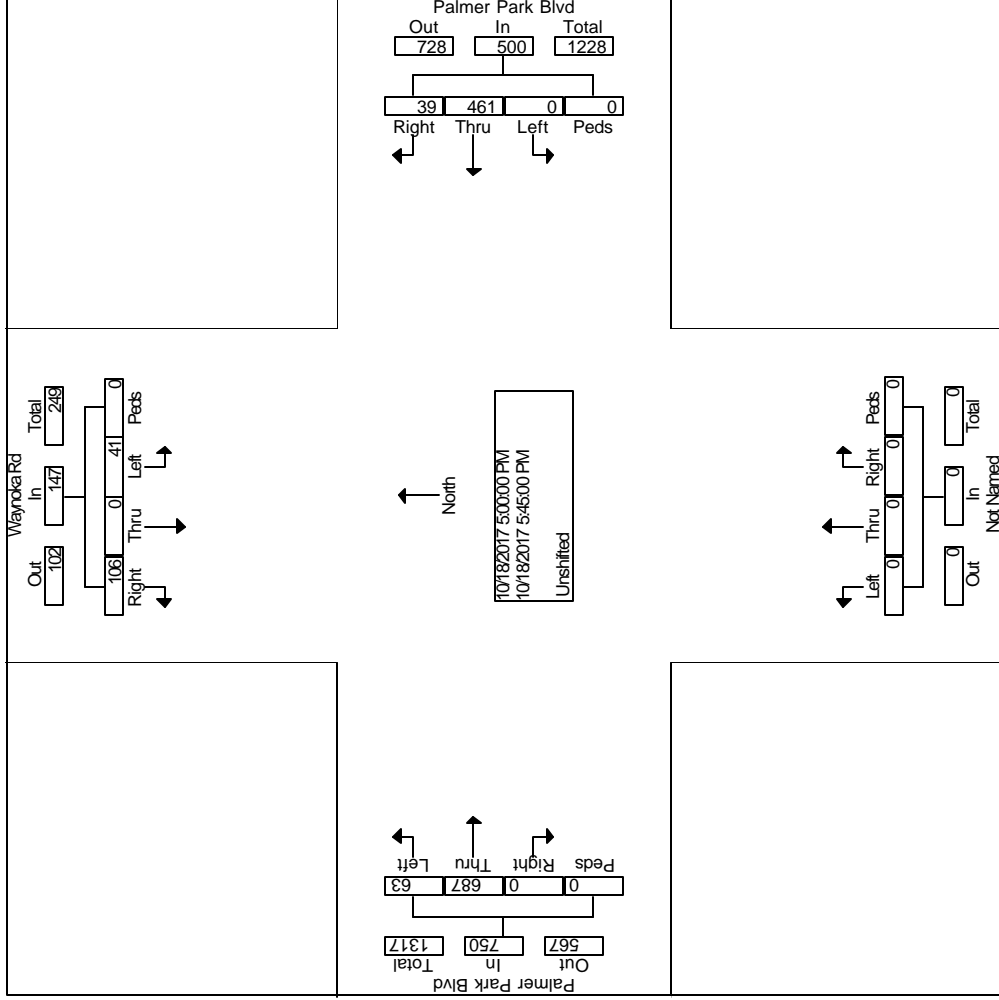 Palmer Park Blvd
Out In Total
728 500 1228
39 461 0 0
Right Thru Left Peds
Waynoka Rd
Out In Total
102 147 249
106 0 41 0
Right Thru Left Peds
North
10/18/2017 5:00:00 PM
10/18/2017 5:45:00 PM
Unshifted
Left Thru Right Peds
0 0 0 0
Out In Total
0 0 0
Not Named
Left Thru Right Peds
63 687 0 0
1317 750 567
Total In Out
Palmer Park Blvd